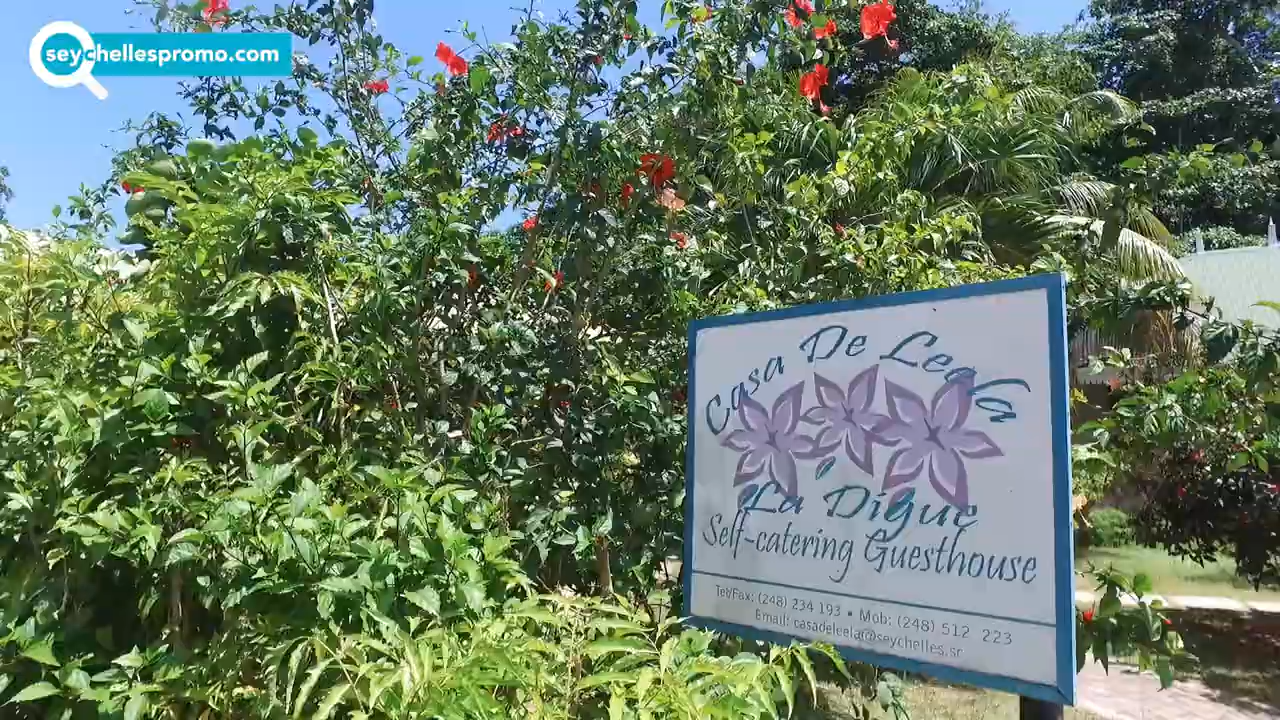 seychellespromo.com
Casa De Leela
La Digue
Self-catering Guesthouse
Tel/Fax: (248) 234 193 ▪ Mob: (248) 512 223
Email: casadeleela@seychelles.sc